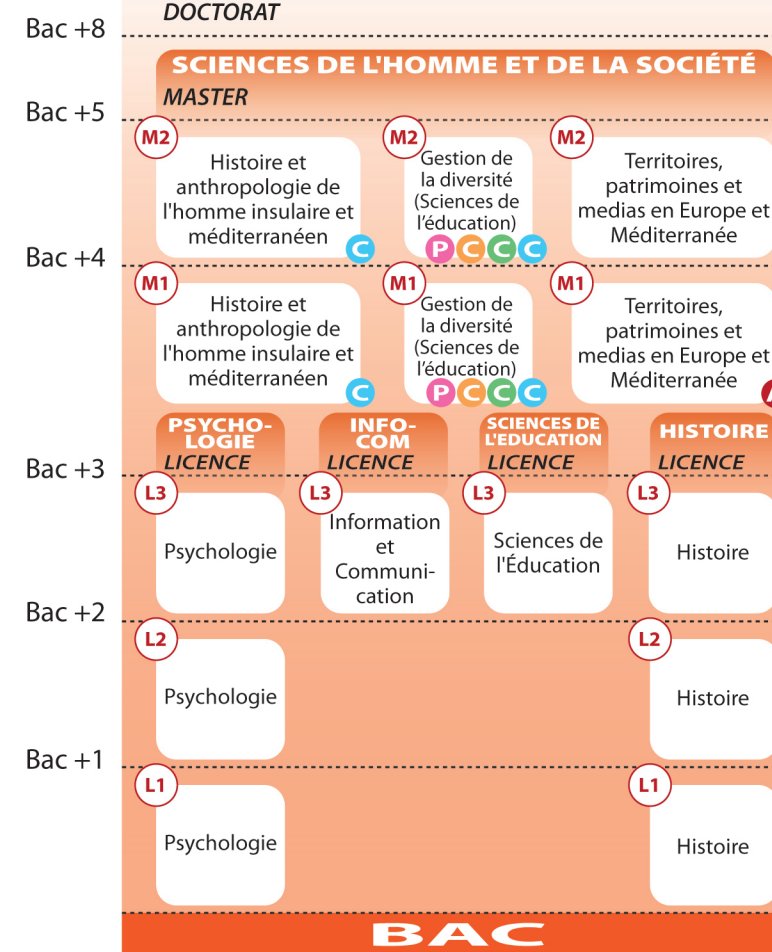 DOCTORAT
Bac +8
SCIENCES DE L'HOMME ET DE LA SOCIÉTÉ
MASTER
Bac +5
M2
Histoire et
anthropologie de
l'homme insulaire et
méditerranéen
C
M2
Gestion de
la diversité
(Sciences de
l'éducation)
P C C C
M2
Territoires,
patrimoines et
medias en Europe et
Méditerranée
Bac +4
M1
Histoire et
anthropologie de
l'homme insulaire et
méditerranéen
C
M1
Gestion de
la diversité
(Sciences de
l'éducation)
P C C C
M1
Territoires,
patrimoines et
medias en Europe et
Méditerranée
PSYCHO-
LOGIE
LICENCE
INFO-
COM
LICENCE
SCIENCES DE
L'EDUCATION
LICENCE
HISTOIRE
LICENCE
Bac +3
L3
Psychologie
L3
Information
et
Communi-
cation
L3
Sciences de
l'Éducation
L3
Histoire
Bac +2
L2
Psychologie
L2
Histoire
Bac +1
L1
Psychologie
L1
Histoire
BAC